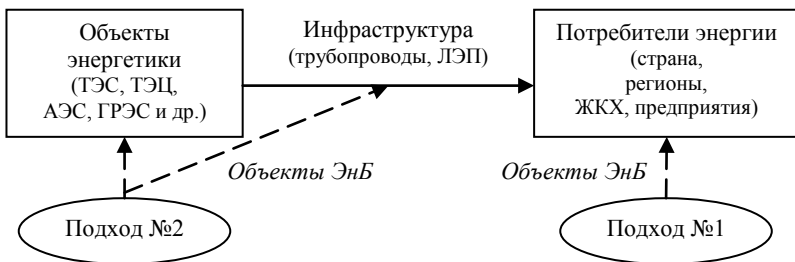 Объекты
энергетики
(ТЭС, ТЭЦ,
АЭС, ГРЭС и др.)
Инфраструктура
(трубопроводы, ЛЭП)
Потребители энергии
(страна,
регионы,
ЖКХ, предприятия)
Объекты ЭнБ
Объекты ЭнБ
Подход №2
Подход №1